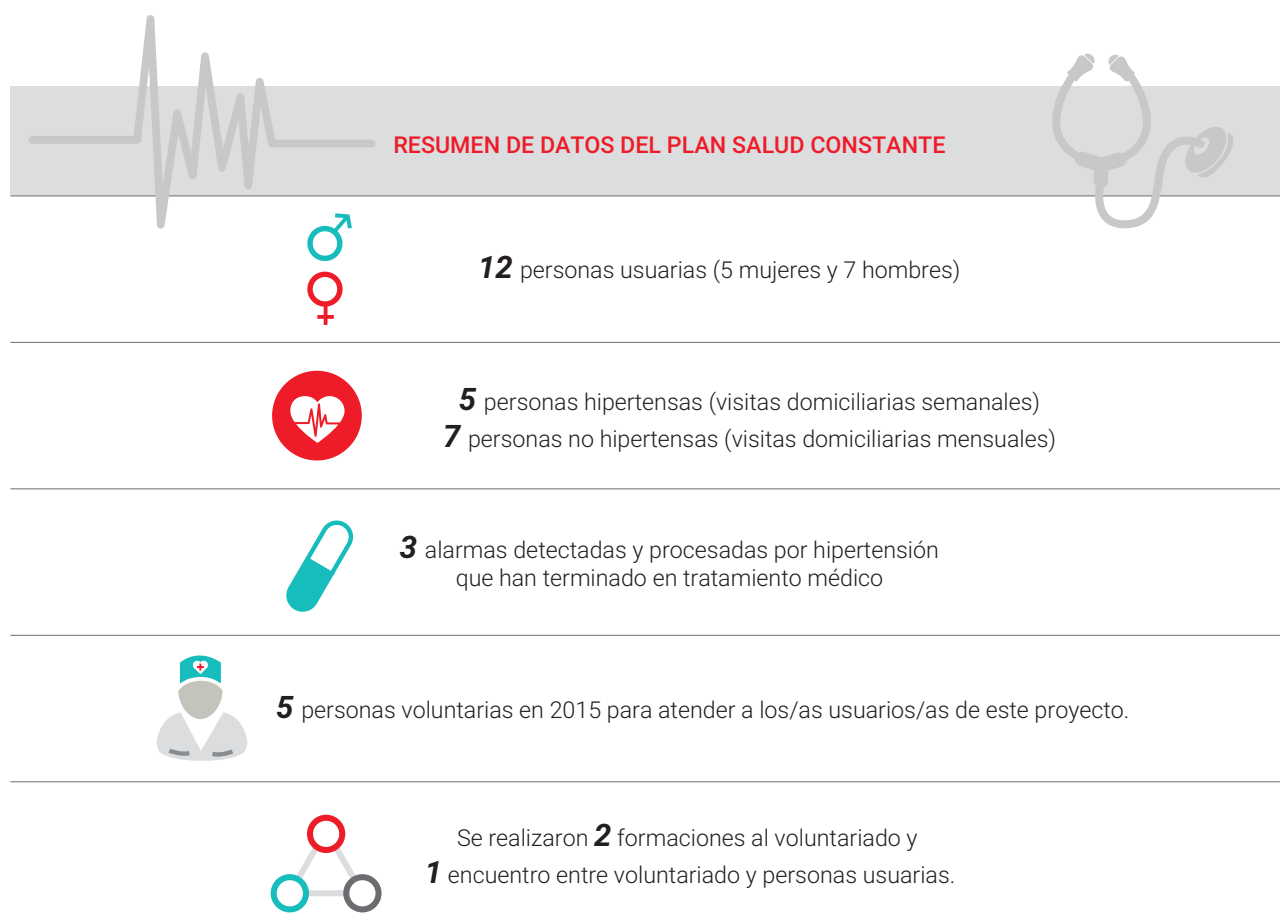 RESUMEN DE DATOS DEL PLAN SALUD CONSTANTE
12 personas usuarias (5 mujeres y 7 hombres)
5 personas hipertensas (visitas domiciliarias semanales)
7 personas no hipertensas (visitas domiciliarias mensuales)
3 alarmas detectadas y procesadas por hipertensión
que han terminado en tratamiento médico
5 personas voluntarias en 2015 para atender a los/as usuarios/as de este proyecto.
Se realizaron 2 formaciones al voluntariado y
1 encuentro entre voluntariado y personas usuarias.